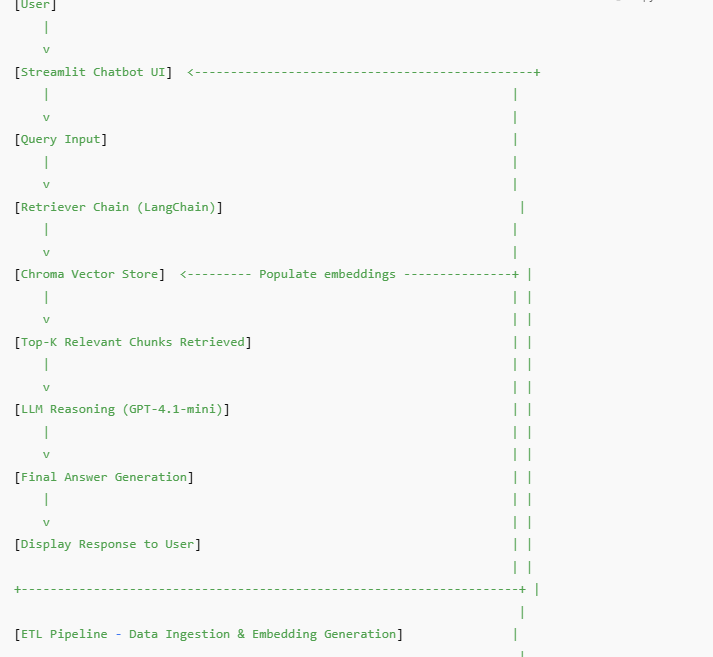 [User]
|
v
[Streamlit Chatbot UI] <-----------------------------------------------+
| |
v |
[Query Input] |
| |
v |
[Retriever Chain (LangChain)] |
| |
v |
[Chroma Vector Store] <--------- Populate embeddings ---------------+ |
| | |
v | |
[Top-K Relevant Chunks Retrieved] | |
| | |
v | |
[LLM Reasoning (GPT-4.1-mini)] | |
| | |
v | |
[Final Answer Generation] | |
| | |
v | |
[Display Response to User] | |
| |
+---------------------------------------------------------------------+ |
|
[ETL Pipeline - Data Ingestion & Embedding Generation] |
|